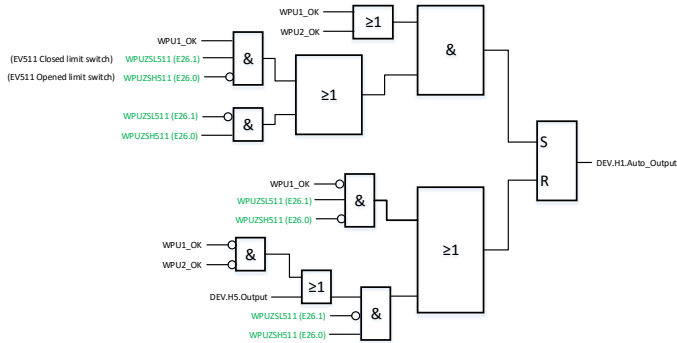 WPU1_OK
WPU2_OK
≥1
&
WPU1_OK
(EV511 Closed limit switch) WPUZSL511 (E26.1)
(EV511 Opened limit switch) WPUZSH511 (E26.0)
&
≥1
WPUZSL511 (E26.1)
WPUZSH511 (E26.0)
&
S
R
DEV.H1.Auto_Output
WPU1_OK
WPUZSL511 (E26.1)
WPUZSH511 (E26.0)
&
≥1
WPU1_OK
WPU2_OK
&
DEV.H5.Output
≥1
WPUZSL511 (E26.1)
WPUZSH511 (E26.0)
&